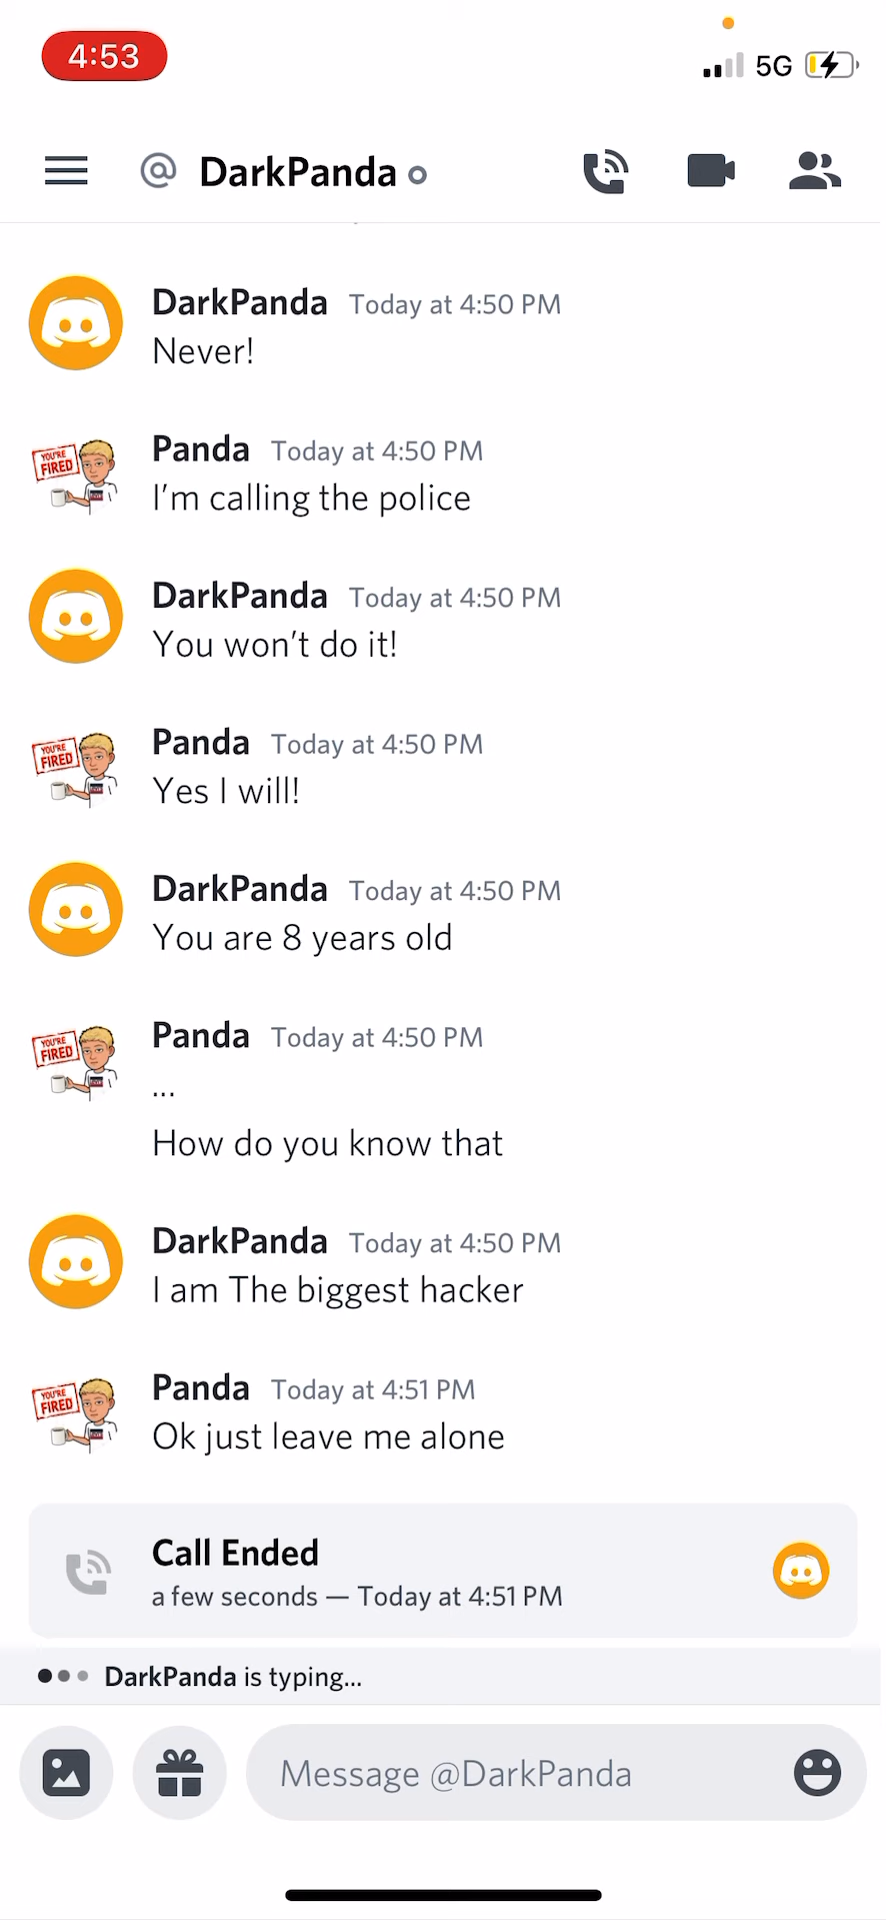 4:53
5G
@ DarkPanda
DarkPanda Today at 4:50 PM
Never!
YOU'RE
FIRED
Panda Today at 4:50 PM
I'm calling the police
DarkPanda Today at 4:50 PM
You won't do it!
YOU'RE
FIRED
Panda Today at 4:50 PM
Yes I will!
DarkPanda Today at 4:50 PM
You are 8 years old
YOU'RE
FIRED
Panda Today at 4:50 PM
...
How do you know that
DarkPanda Today at 4:50 PM
I am The biggest hacker
YOU'RE
FIRED
Panda Today at 4:51 PM
Ok just leave me alone
Call Ended
a few seconds — Today at 4:51 PM
DarkPanda is typing...
Message @DarkPanda